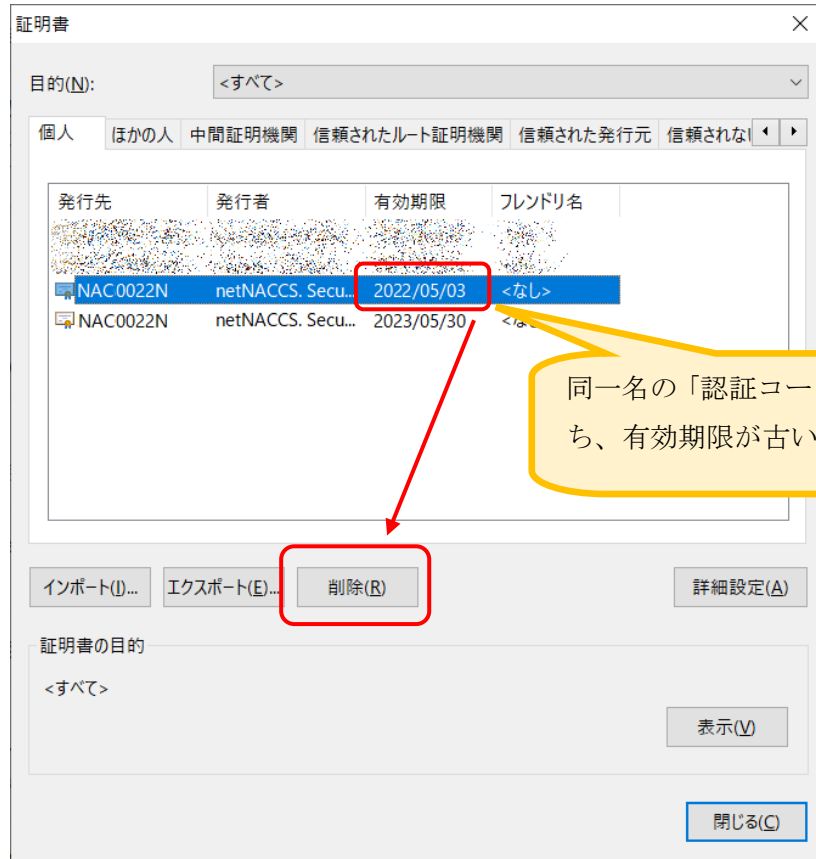 証明書
目的(N): <すべて>
個人 ほかの人 中間証明機関 信頼されたルート証明機関 信頼された発行元 信頼されない
発行先 発行者 有効期限 フレンドリ名
NAC0022N netNACCS. Secu... 2022/05/03 <なし>
NAC0022N netNACCS. Secu... 2023/05/30
同一名の「認証コー
ち、有効期限が古い
インポート(I)... エクスポート(E)... 削除(R) 詳細設定(A)
証明書の目的
<すべて>
表示(V)
閉じる(C)